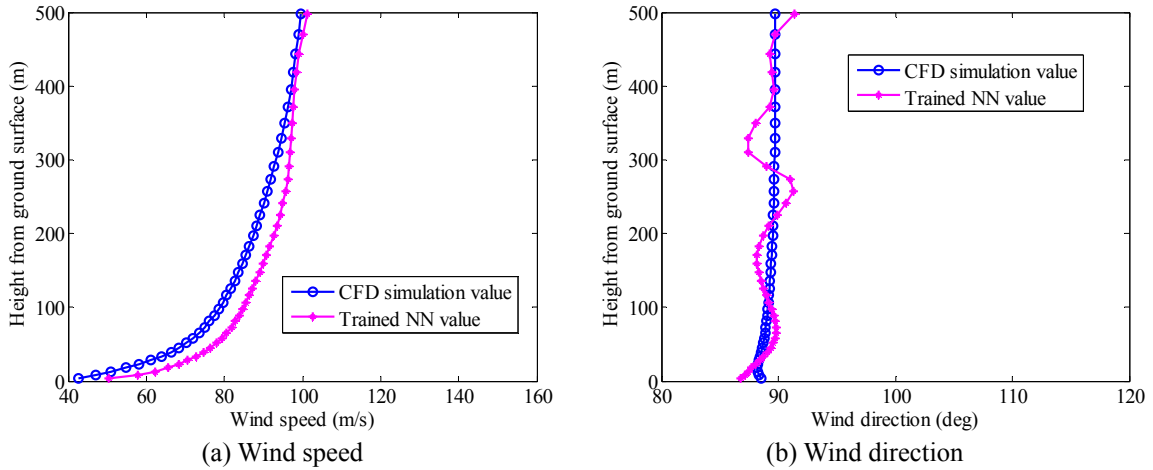 500
400
300
200
100
0
Height from ground surface (m)
CFD simulation value
Trained NN value
40 60 80 100 120 140 160
Wind speed (m/s)
(a) Wind speed
500
400
300
200
100
0
Height from ground surface (m)
CFD simulation value
Trained NN value
80 90 100 110 120
Wind direction (deg)
(b) Wind direction